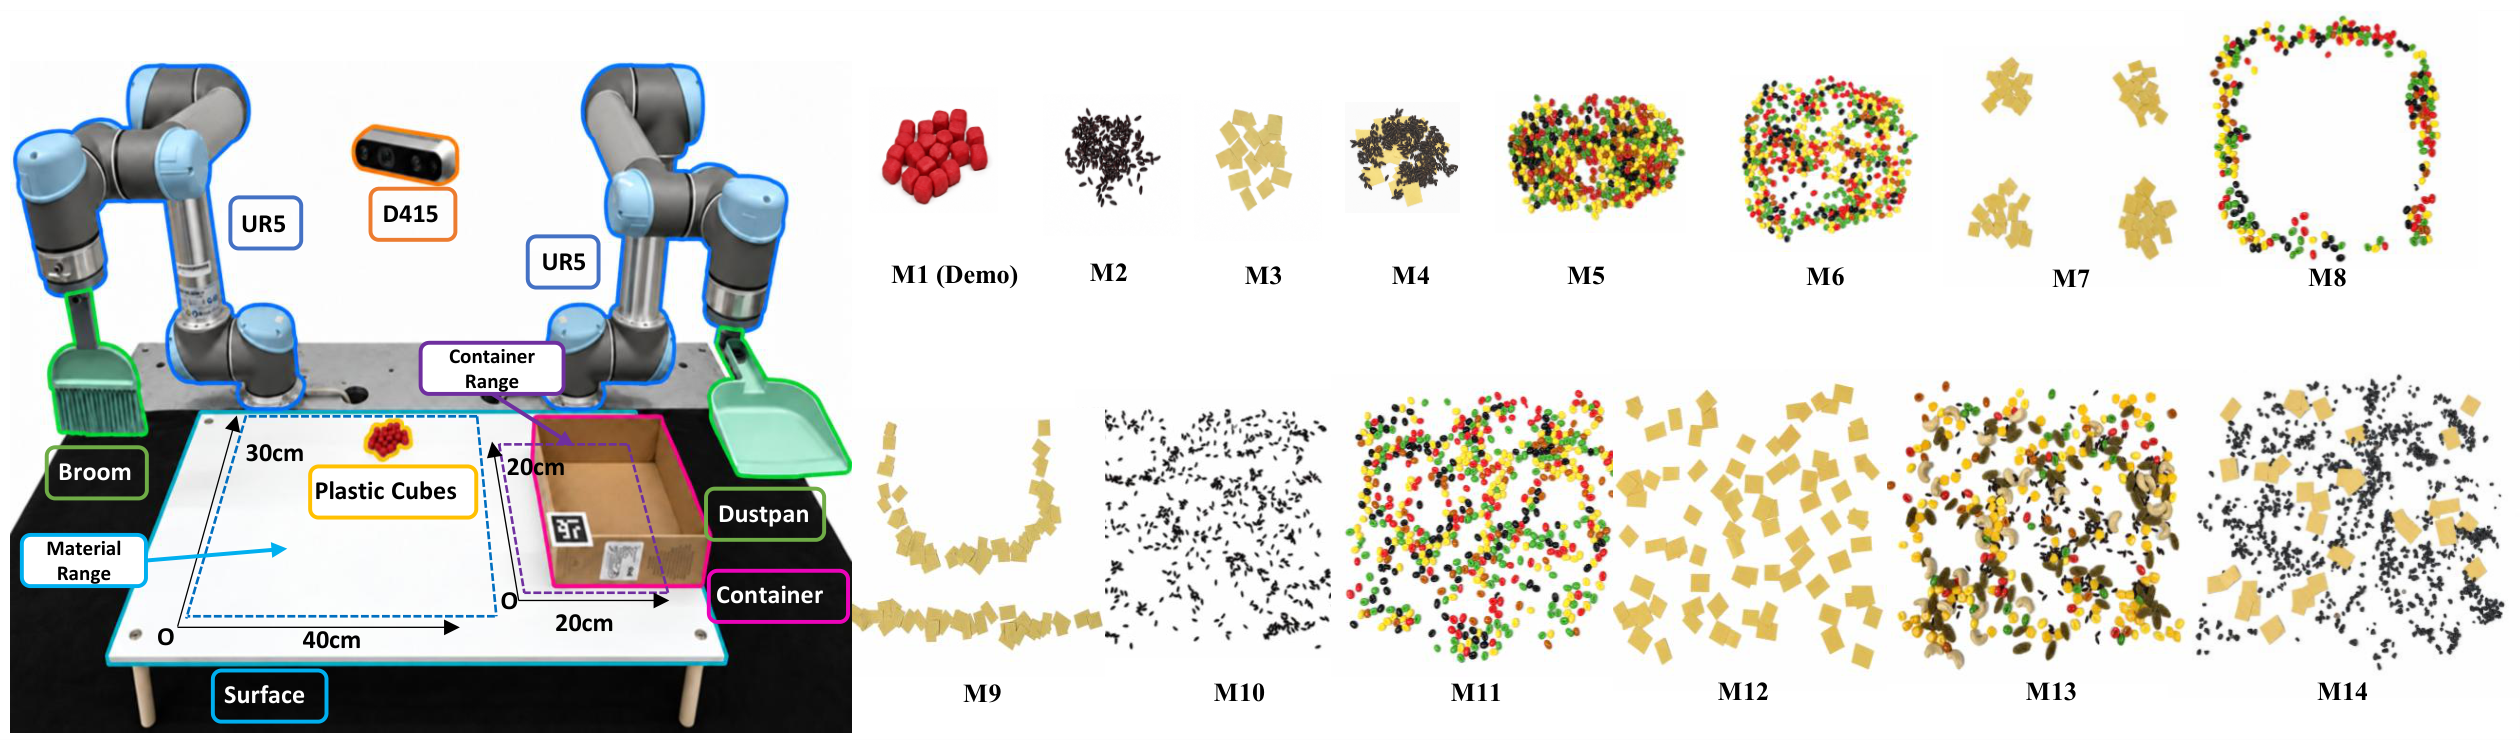 UR5
D415
UR5
Container
Range
Broom
30cm
Plastic Cubes
20cm
Dustpan
Material
Range
Container
O
40cm
O
20cm
Surface
M1 (Demo)
M2
M3
M4
M5
M6
M7
M8
M9
M10
M11
M12
M13
M14